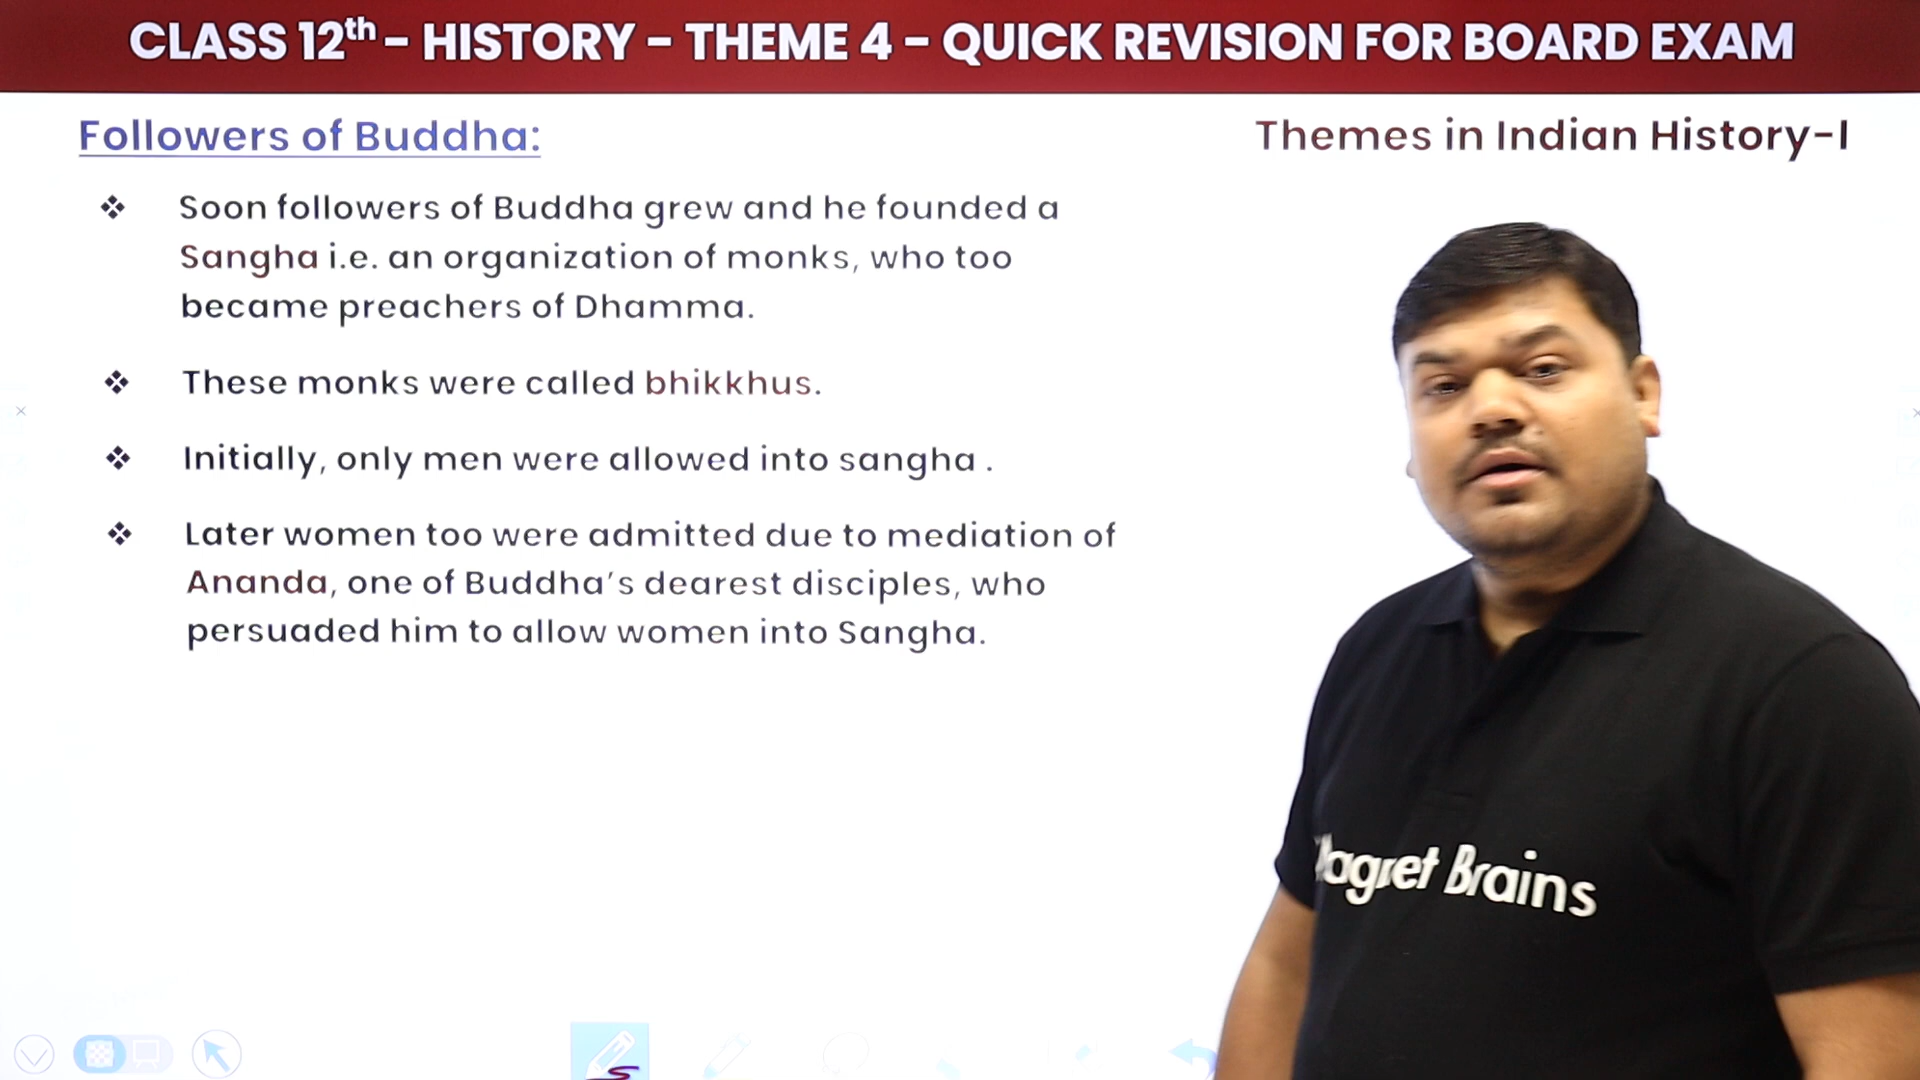 CLASS 12th - HISTORY - THEME 4 - QUICK REVISION FOR BOARD EXAM
Followers of Buddha:
Themes in Indian History-I
❖ Soon followers of Buddha grew and he founded a
Sangha i.e. an organization of monks, who too
became preachers of Dhamma.
❖ These monks were called bhikkhus.
❖ Initially, only men were allowed into sangha .
❖ Later women too were admitted due to mediation of
Ananda, one of Buddha's dearest disciples, who
persuaded him to allow women into Sangha.
Magnet Brains